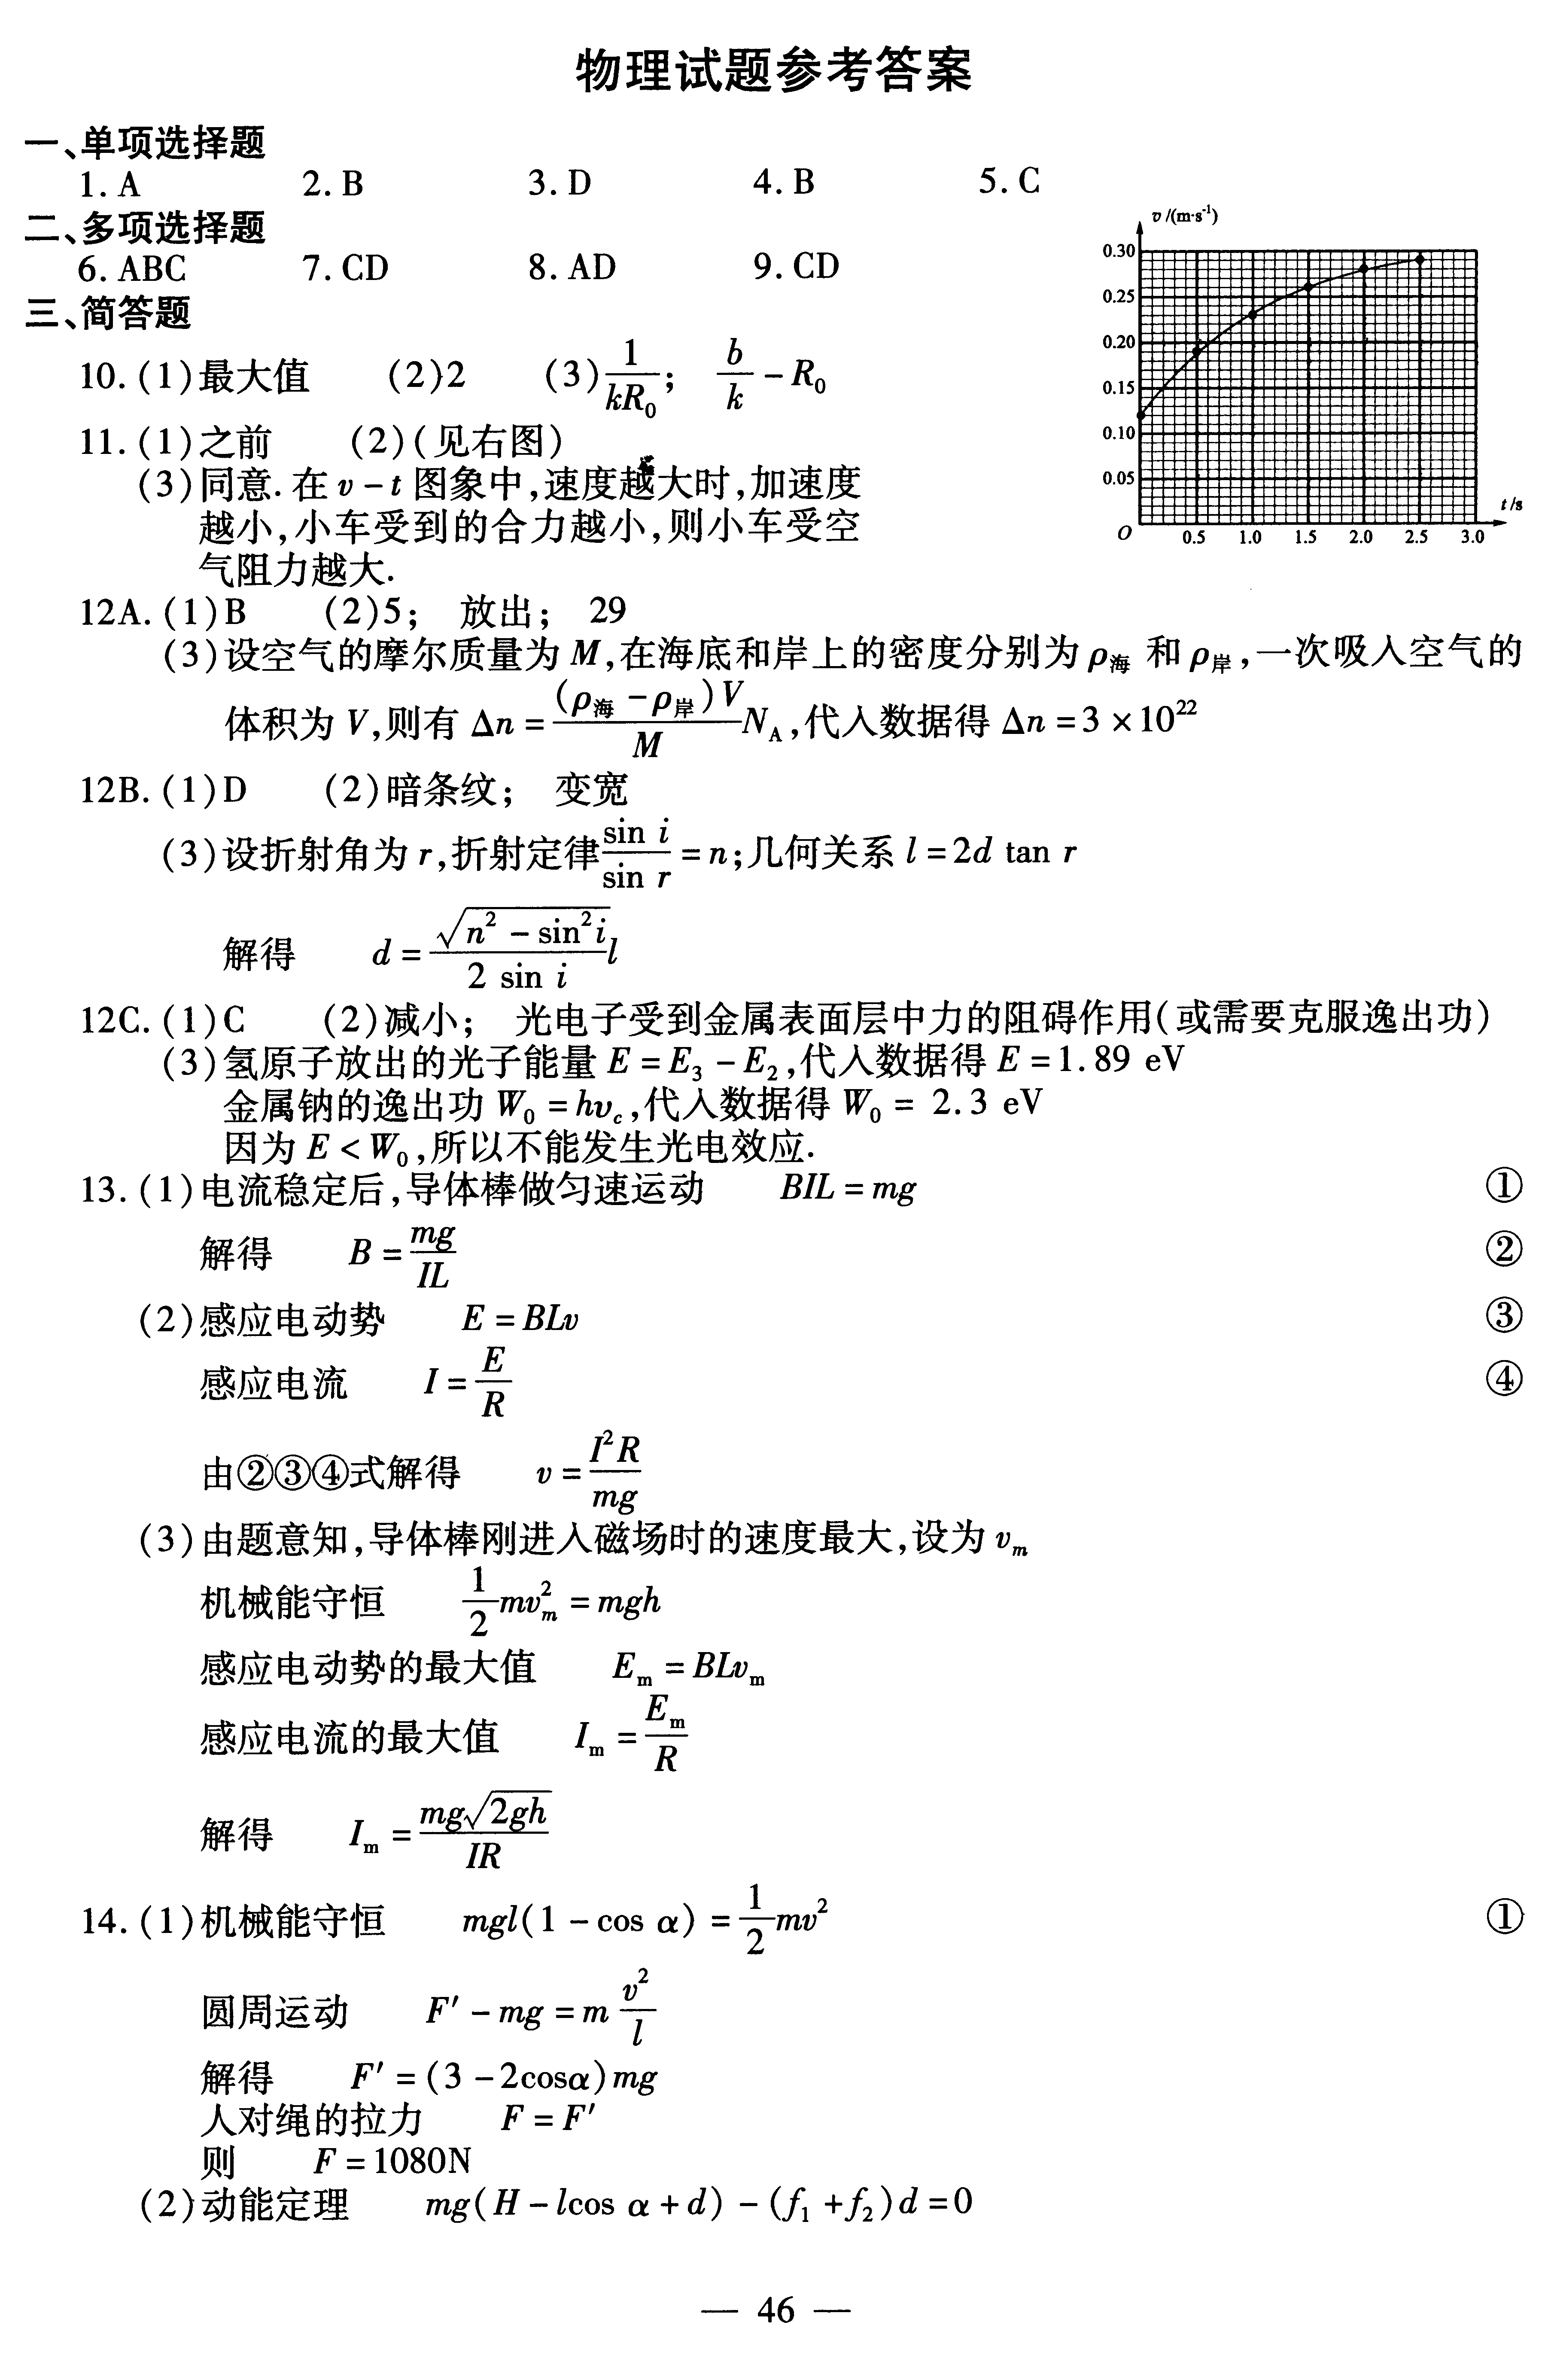 物理试题参考答案
一、单项选择题
1. A 2. B 3. D 4. B 5. C
二、多项选择题
6. ABC 7. CD 8. AD 9. CD
三、简答题
10. (1)最大值 (2)2 (3)\frac{1}{kR_0}; \frac{b}{k} - R_0
11. (1)之前 (2)(见右图)
(3)同意. 在 v - t 图象中,速度越大时,加速度
越小,小车受到的合力越小,则小车受空
气阻力越大.
v /(m·s⁻¹)
0.30
0.25
0.20
0.15
0.10
0.05
O 0.5 1.0 1.5 2.0 2.5 3.0
t /s
12A. (1)B (2)5; 放出; 29
(3)设空气的摩尔质量为 M,在海底和岸上的密度分别为 ρ海 和 ρ岸,一次吸入空气的
体积为 V,则有 Δn = \frac{(ρ海 - ρ岸)V}{M}N_A,代入数据得 Δn = 3 × 10²²
12B. (1)D (2)暗条纹; 变宽
(3)设折射角为 r,折射定律\frac{sin i}{sin r} = n;几何关系 l = 2d tan r
解得 d = \frac{\sqrt{n² - sin²i}}{2 sin i}l
12C. (1)C (2)减小; 光电子受到金属表面层中力的阻碍作用(或需要克服逸出功)
(3)氢原子放出的光子能量 E = E₃ - E₂,代入数据得 E = 1.89 eV
金属钠的逸出功 W₀ = hν_c,代入数据得 W₀ = 2.3 eV
因为 E < W₀,所以不能发生光电效应.
13. (1)电流稳定后,导体棒做匀速运动 BIL = mg ①
解得 B = \frac{mg}{IL} ②
(2)感应电动势 E = BLv ③
感应电流 I = \frac{E}{R} ④
由②③④式解得 v = \frac{I²R}{mg}
(3)由题意知,导体棒刚进入磁场时的速度最大,设为 v_m
机械能守恒 \frac{1}{2}mv_m² = mgh
感应电动势的最大值 E_m = BLv_m
感应电流的最大值 I_m = \frac{E_m}{R}
解得 I_m = \frac{mg\sqrt{2gh}}{IR}
14. (1)机械能守恒 mgl(1 - cos α) = \frac{1}{2}mv² ①
圆周运动 F′ - mg = m\frac{v²}{l}
解得 F′ = (3 - 2cosα)mg
人对绳的拉力 F = F′
则 F = 1080N
(2)动能定理 mg(H - lcos α + d) - (f₁ + f₂)d = 0
— 46 —